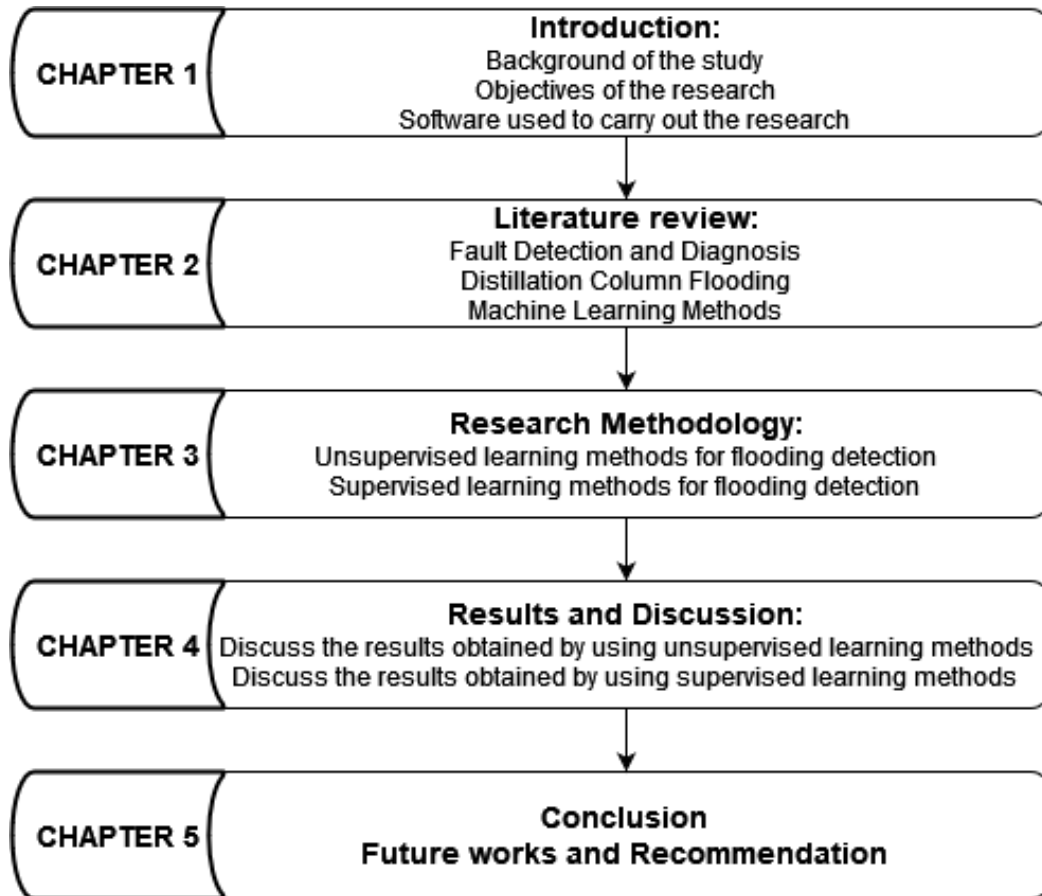 CHAPTER 1
Introduction:
Background of the study
Objectives of the research
Software used to carry out the research
CHAPTER 2
Literature review:
Fault Detection and Diagnosis
Distillation Column Flooding
Machine Learning Methods
CHAPTER 3
Research Methodology:
Unsupervised learning methods for flooding detection
Supervised learning methods for flooding detection
CHAPTER 4
Results and Discussion:
Discuss the results obtained by using unsupervised learning methods
Discuss the results obtained by using supervised learning methods
CHAPTER 5
Conclusion
Future works and Recommendation